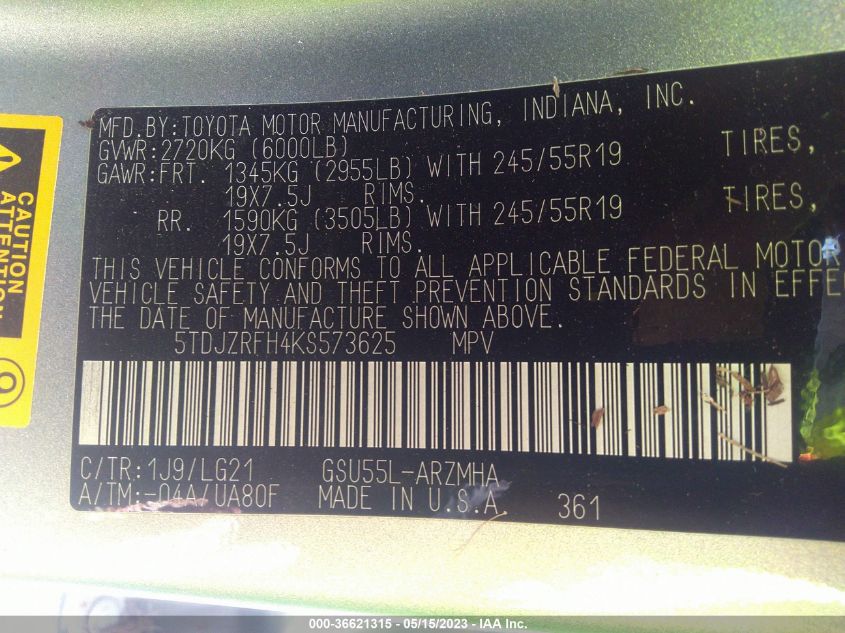 CAUTION
ATTENTION
MFD.BY:TOYOTA MOTOR MANUFACTURING, INDIANA, INC.
GVWR:2720KG (6000LB)
GAWR:FRT. 1345KG (2955LB) WITH 245/55R19 TIRES,
19X7.5J RIMS.
RR. 1590KG (3505LB) WITH 245/55R19 TIRES,
19X7.5J RIMS.
THIS VEHICLE CONFORMS TO ALL APPLICABLE FEDERAL MOTOR
VEHICLE SAFETY AND THEFT PREVENTION STANDARDS IN EFFE
THE DATE OF MANUFACTURE SHOWN ABOVE.
5TDJZRFH4KS573625 MPV
C/TR:1J9/LG21 GSU55L-ARZMHA
A/TM:-04A/UA80F MADE IN U.S.A. 361
000-36621315 - 05/15/2023 - IAA Inc.